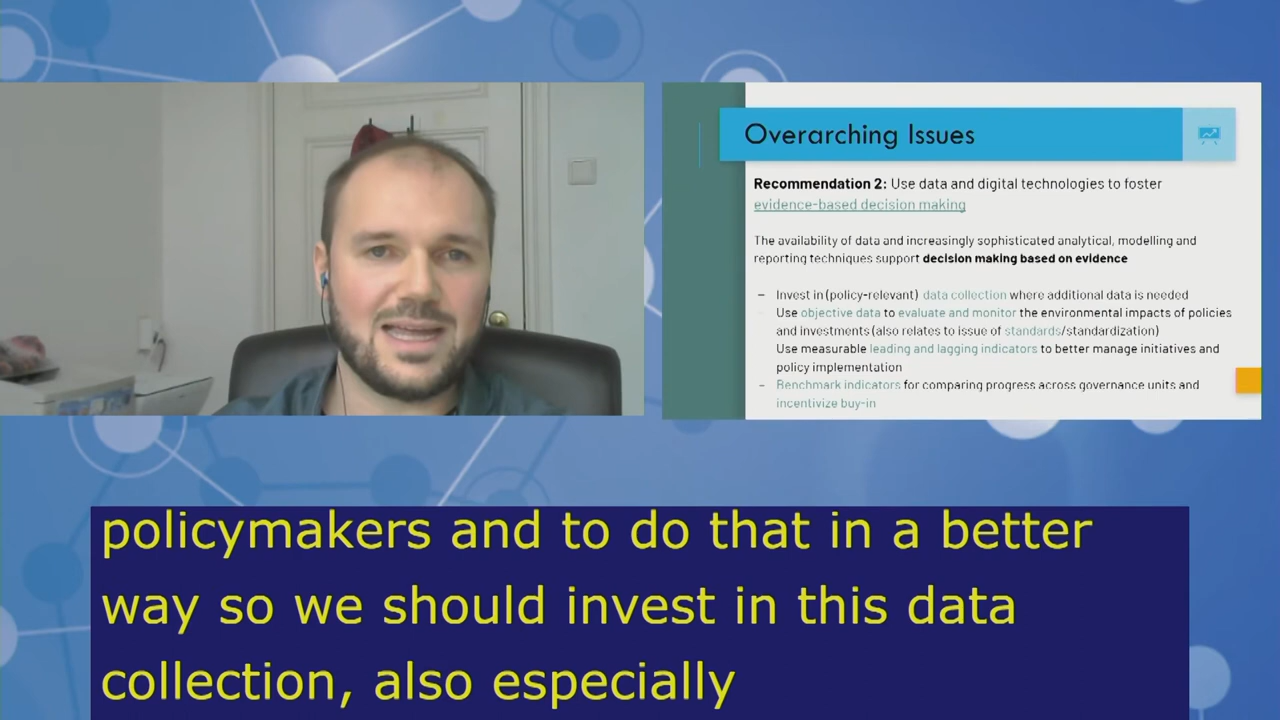 Overarching Issues
Recommendation 2: Use data and digital technologies to foster
evidence-based decision making
The availability of data and increasingly sophisticated analytical, modelling and
reporting techniques support decision making based on evidence
– Invest in (policy-relevant) data collection where additional data is needed
Use objective data to evaluate and monitor the environmental impacts of policies
and investments (also relates to issue of standards/standardization)
Use measurable leading and lagging indicators to better manage initiatives and
policy implementation
– Benchmark indicators for comparing progress across governance units and
incentivize buy-in
policymakers and to do that in a better
way so we should invest in this data
collection, also especially